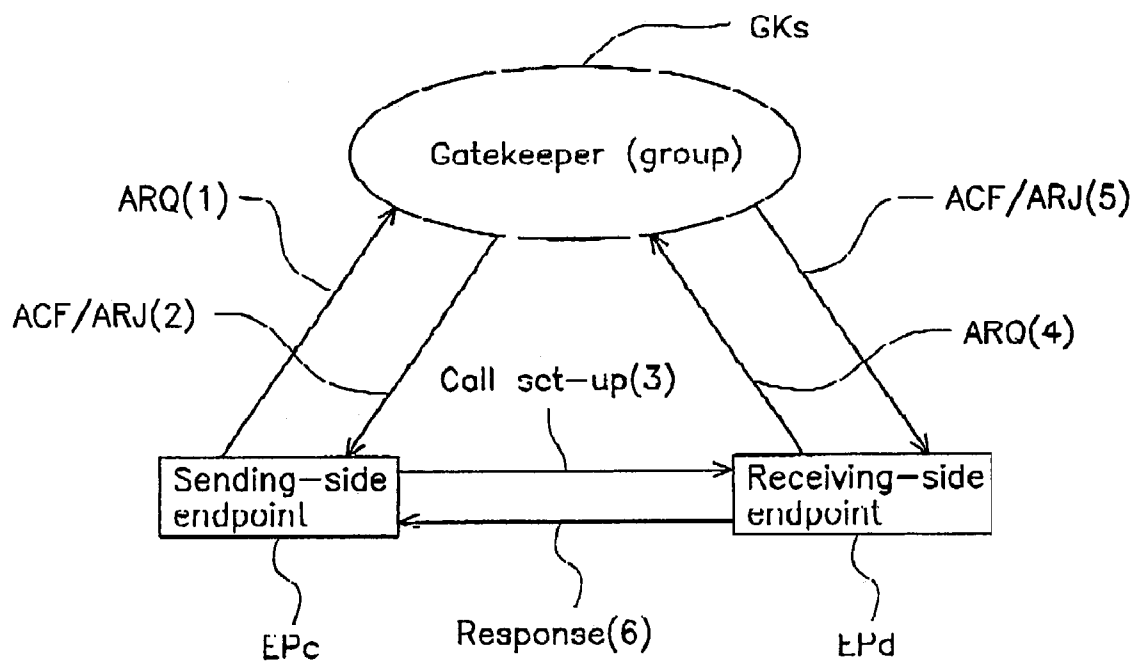 GKs
Gatekeeper (group)
ARQ(1)
ACF/ARJ(5)
ACF/ARJ(2)
ARQ(4)
Call set-up(3)
Sending-side
endpoint
Receiving-side
endpoint
EPc
Response(6)
EPd